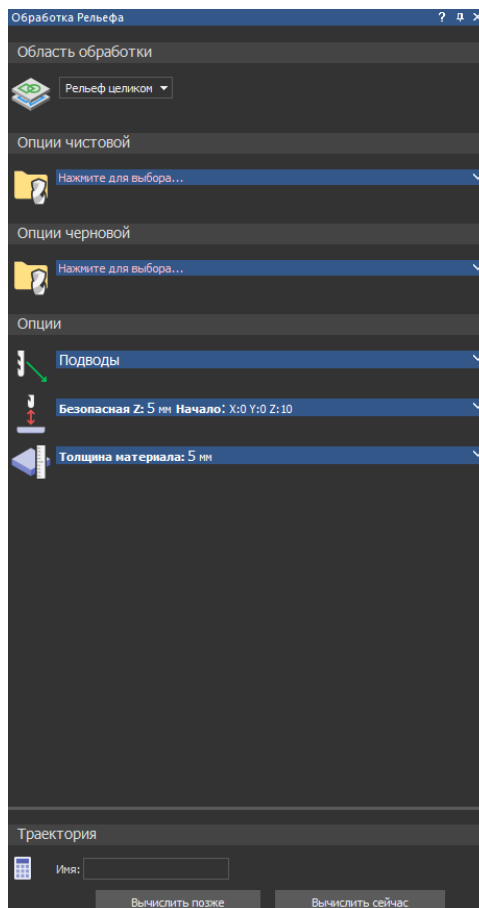 Обработка Рельефа ?
Область обработки
Рельеф целиком
Опции чистовой
Нажмите для выбора...
Опции черновой
Нажмите для выбора...
Опции
Подводы
Безопасная Z: 5 мм Начало: X:0 Y:0 Z:10
Толщина материала: 5 мм
Траектория
Имя:
Вычислить позже Вычислить сейчас